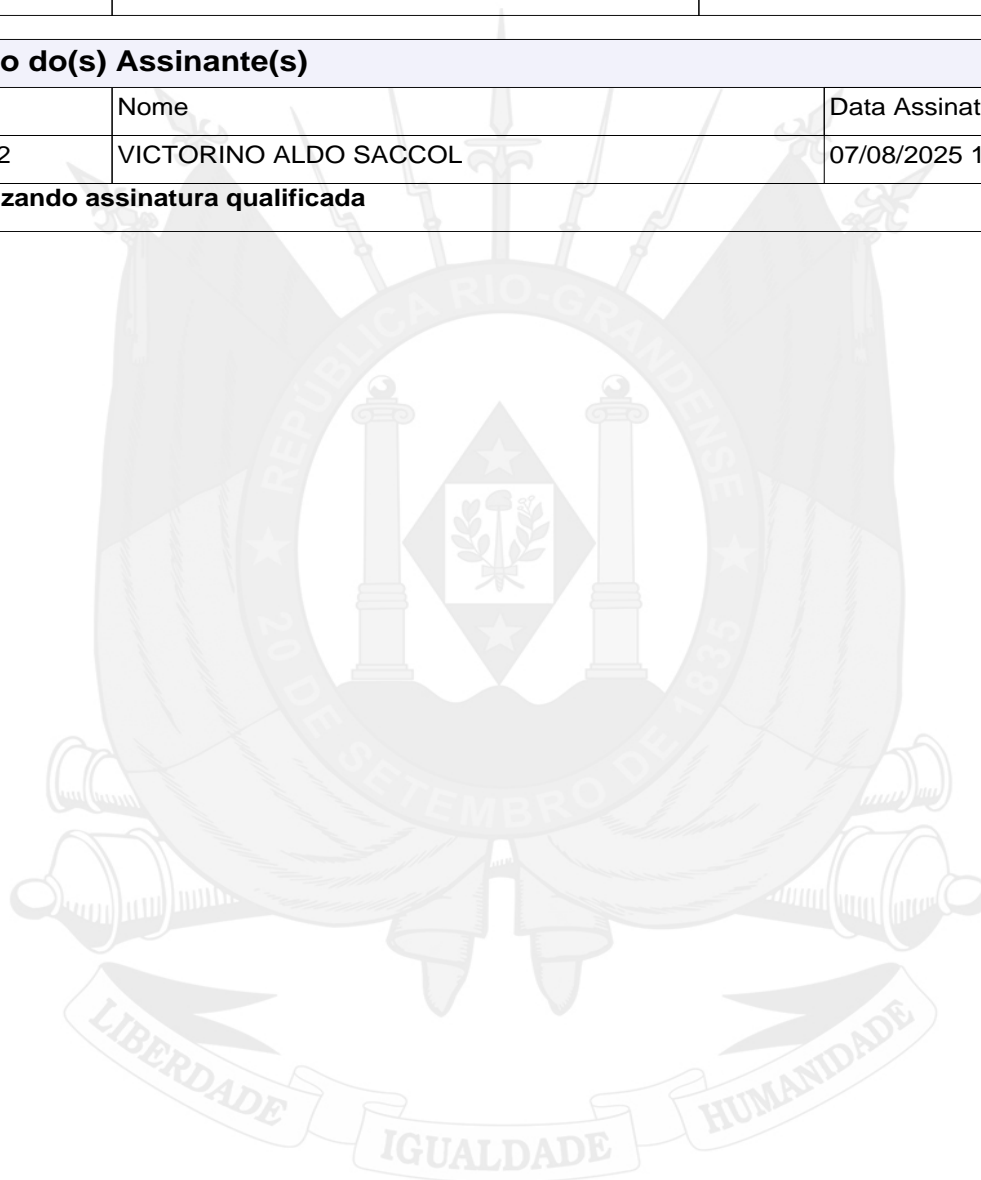 o do(s) Assinante(s)
Nome Data Assinat
2 VICTORINO ALDO SACCOL 07/08/2025 1
zando assinatura qualificada
REPÚBLICA RIO-GRANDENSE
★ 20 DE SETEMBRO DE 1835 ★
LIBERDADE IGUALDADE HUMANIDADE